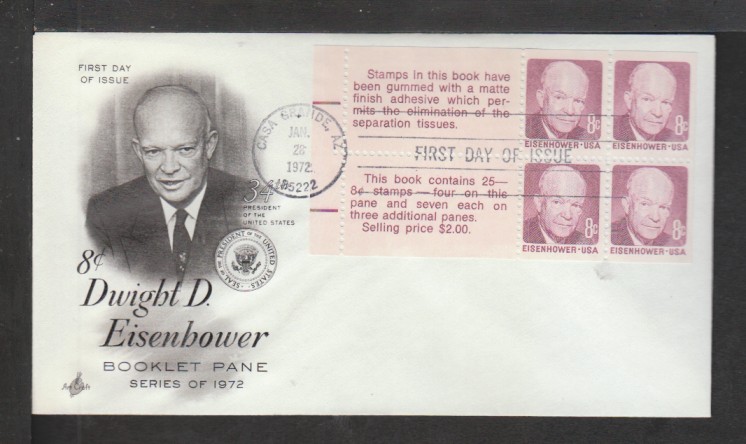 FIRST DAY
OF ISSUE
34
PRESIDENT
OF THE
UNITED STATES
SEAL OF THE PRESIDENT OF THE UNITED STATES
8¢
Dwight D.
Eisenhower
BOOKLET PANE
SERIES OF 1972
Art Craft
CASA GRANDE, AZ
JAN.
28
1972
85222
FIRST DAY OF ISSUE
Stamps in this book have
been gummed with a matte
finish adhesive which per-
mits the elimination of the
separation tissues.
This book contains 25—
8¢ stamps — four on this
pane and seven each on
three additional panes.
Selling price $2.00.
8¢
EISENHOWER·USA
8¢
EISENHOWER·USA
8¢
EISENHOWER·USA
8¢
EISENHOWER·USA